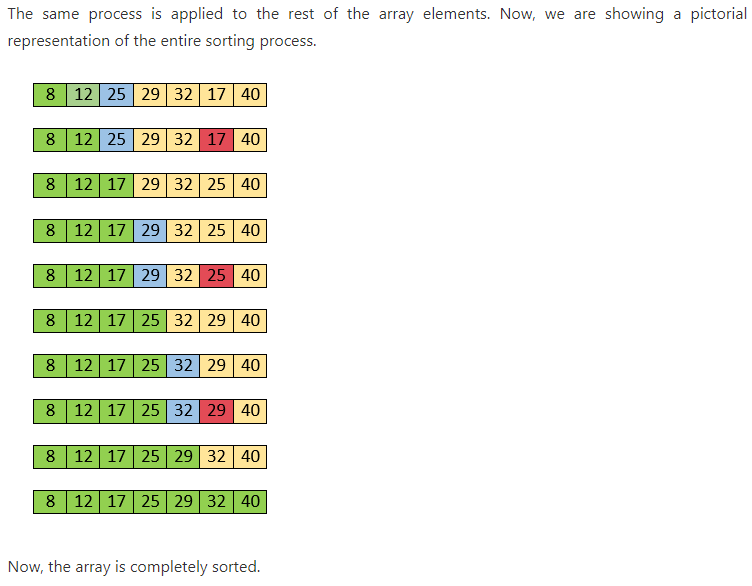 The same process is applied to the rest of the array elements. Now, we are showing a pictorial
representation of the entire sorting process.
8 12 25 29 32 17 40
8 12 25 29 32 17 40
8 12 17 29 32 25 40
8 12 17 29 32 25 40
8 12 17 29 32 25 40
8 12 17 25 32 29 40
8 12 17 25 32 29 40
8 12 17 25 32 29 40
8 12 17 25 29 32 40
8 12 17 25 29 32 40
Now, the array is completely sorted.